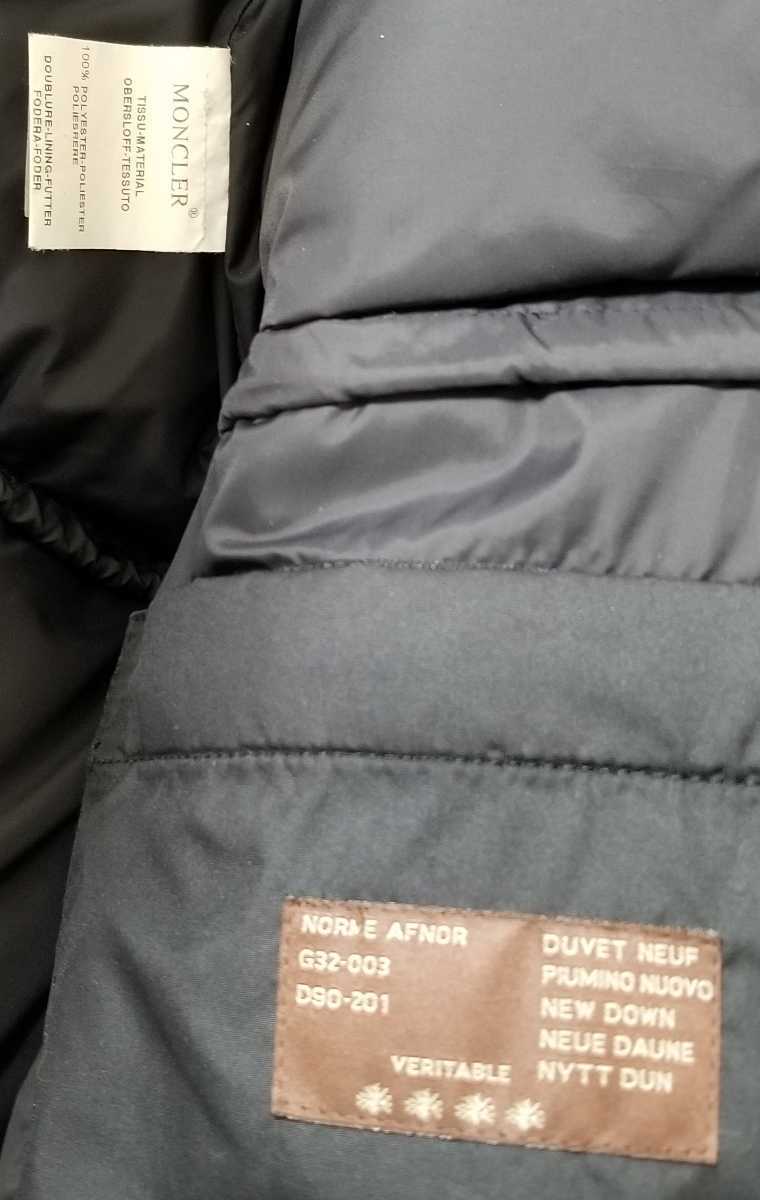 MONCLER®
TISSU-MATERIAL
OBERSLOFF-TESSUTO
100% POLYESTER-POLIESTER
POLIESRERE
DOUBLURE-LINING-FUTTER
FODERA-FODER
NORME AFNOR
G32-003
D90-201
DUVET NEUF
PIUMINO NUOVO
NEW DOWN
NEUE DAUNE
NYTT DUN
VERITABLE